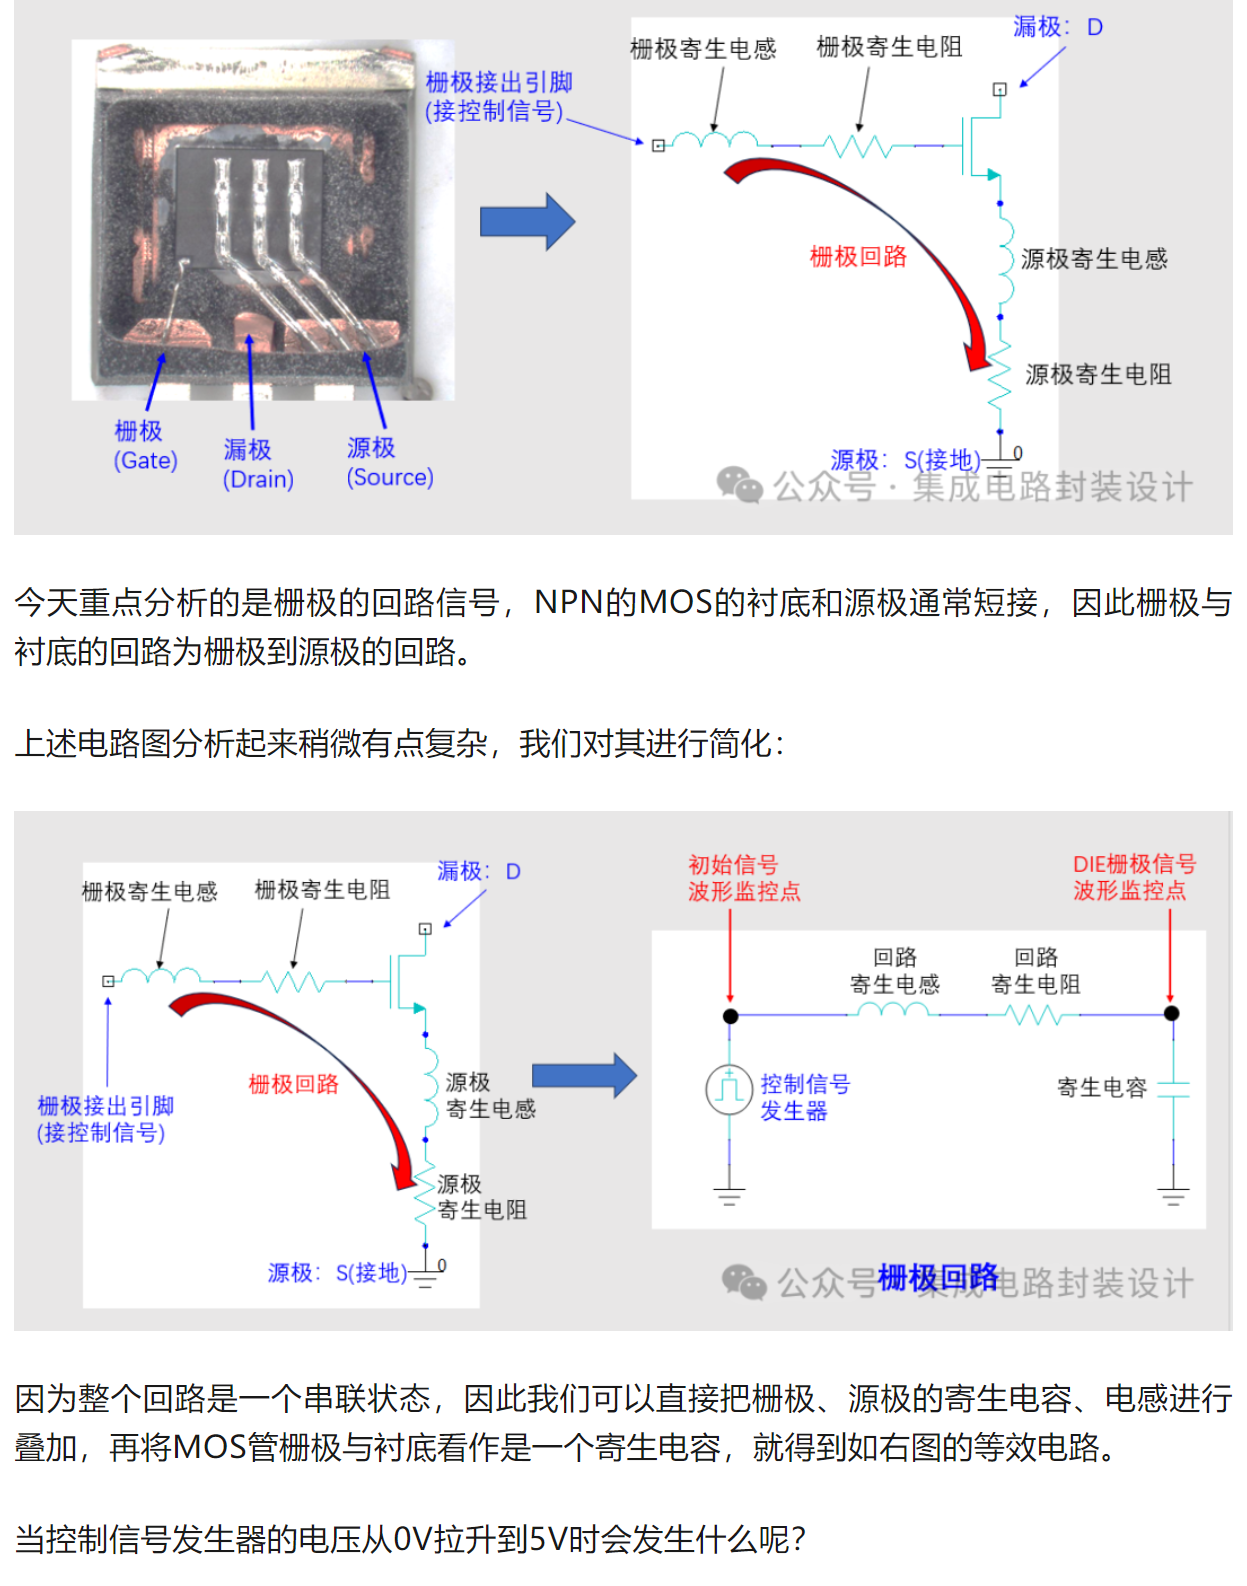 栅极接出引脚
(接控制信号)
栅极寄生电感
栅极寄生电阻
漏极：D
栅极回路
源极寄生电感
源极寄生电阻
源极：S(接地)
0
栅极
(Gate)
漏极
(Drain)
源极
(Source)
公众号 · 集成电路封装设计
今天重点分析的是栅极的回路信号，NPN的MOS的衬底和源极通常短接，因此栅极与
衬底的回路为栅极到源极的回路。
上述电路图分析起来稍微有点复杂，我们对其进行简化：
栅极寄生电感
栅极寄生电阻
漏极：D
栅极回路
栅极接出引脚
(接控制信号)
源极
寄生电感
源极
寄生电阻
源极：S(接地)
0
初始信号
波形监控点
DIE栅极信号
波形监控点
回路
寄生电感
回路
寄生电阻
控制信号
发生器
寄生电容
栅极回路
公众号 · 集成电路封装设计
因为整个回路是一个串联状态，因此我们可以直接把栅极、源极的寄生电容、电感进行
叠加，再将MOS管栅极与衬底看作是一个寄生电容，就得到如右图的等效电路。
当控制信号发生器的电压从0V拉升到5V时会发生什么呢？